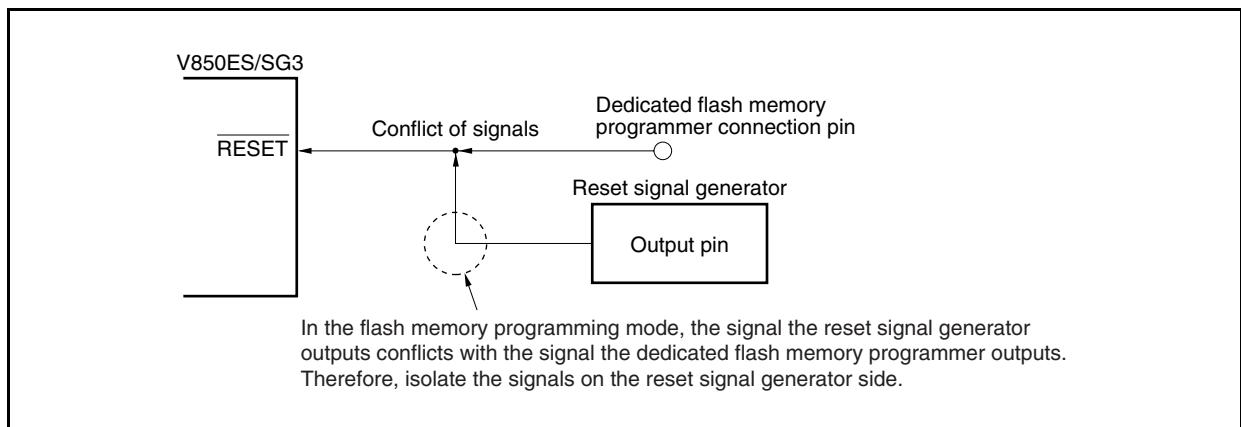 V850ES/SG3
Dedicated flash memory
programmer connection pin
Conflict of signals
RESET
Reset signal generator
Output pin
In the flash memory programming mode, the signal the reset signal generator
outputs conflicts with the signal the dedicated flash memory programmer outputs.
Therefore, isolate the signals on the reset signal generator side.